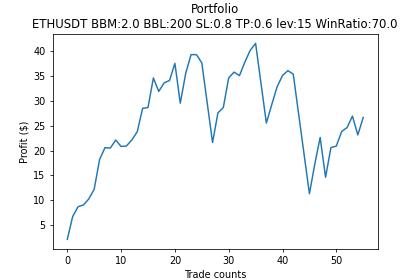 Portfolio
ETHUSDT BBM:2.0 BBL:200 SL:0.8 TP:0.6 lev:15 WinRatio:70.0
40
35
30
25
20
15
10
5
Profit ($)
0 10 20 30 40 50
Trade counts